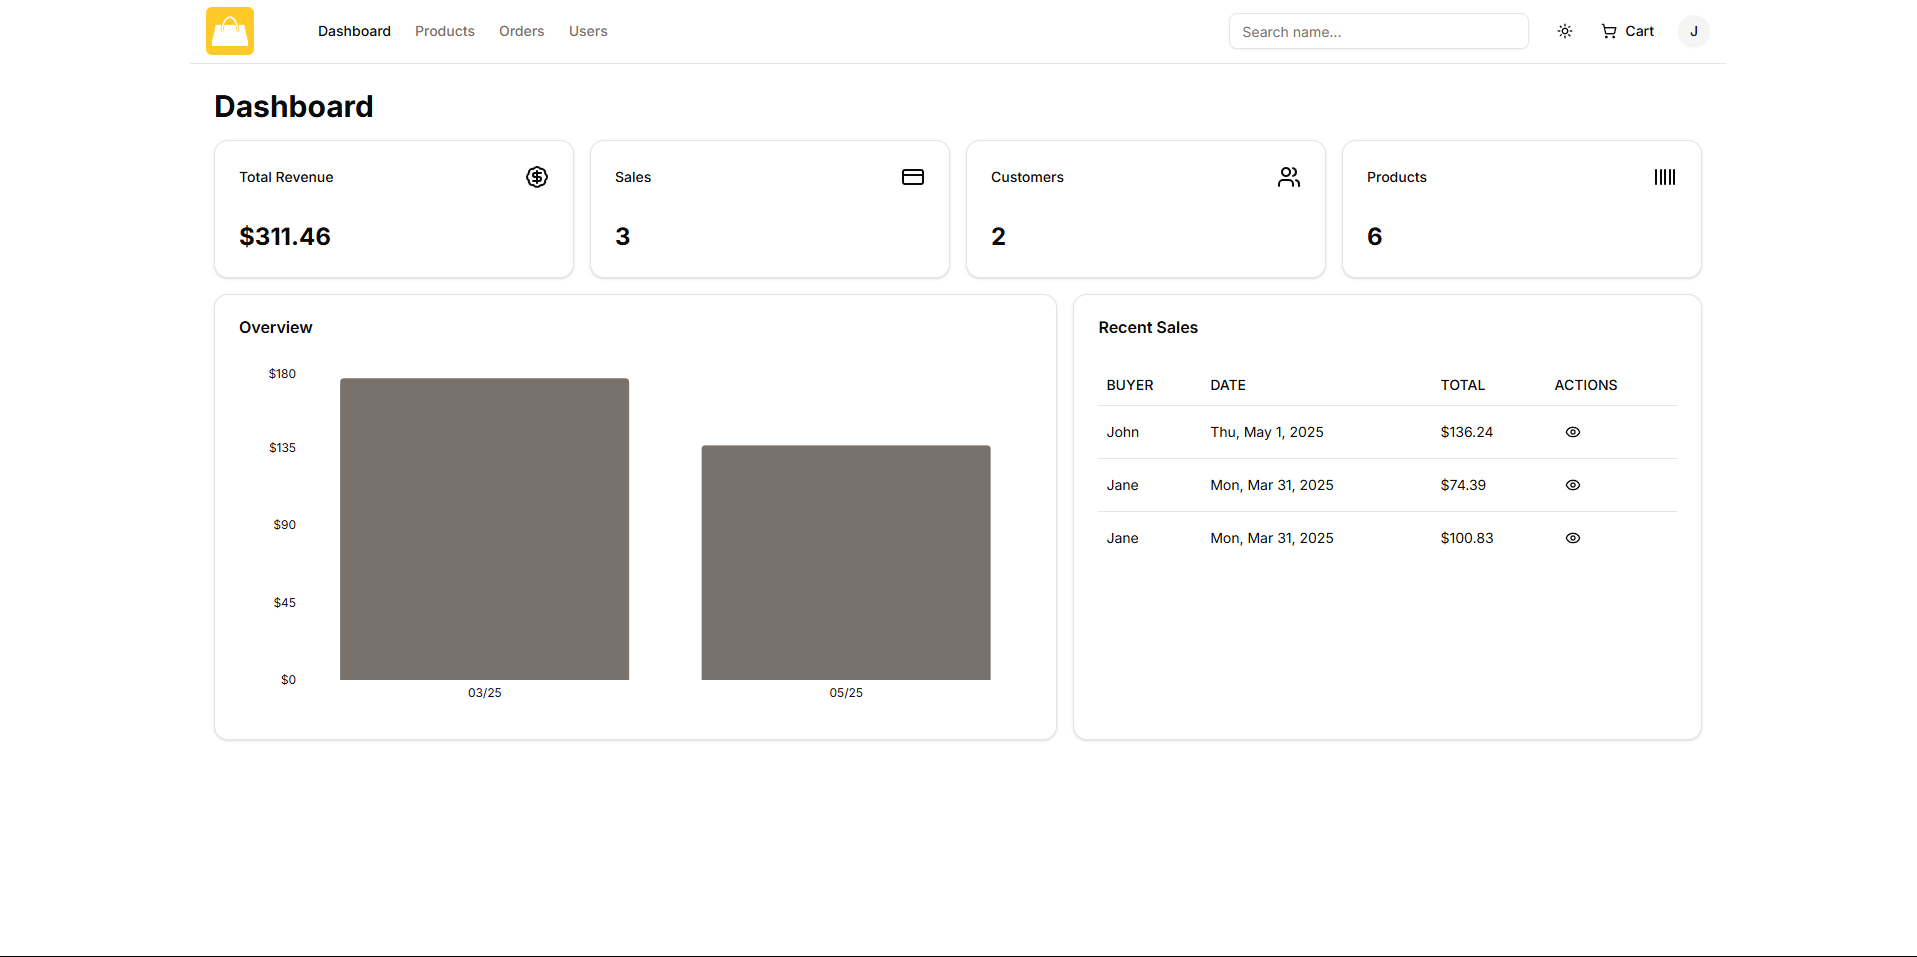 Dashboard Products Orders Users Search name... Cart J
Dashboard
Total Revenue
$311.46
Sales
3
Customers
2
Products
6
Overview
$180
$135
$90
$45
$0
03/25 05/25
Recent Sales
BUYER DATE TOTAL ACTIONS
John Thu, May 1, 2025 $136.24
Jane Mon, Mar 31, 2025 $74.39
Jane Mon, Mar 31, 2025 $100.83